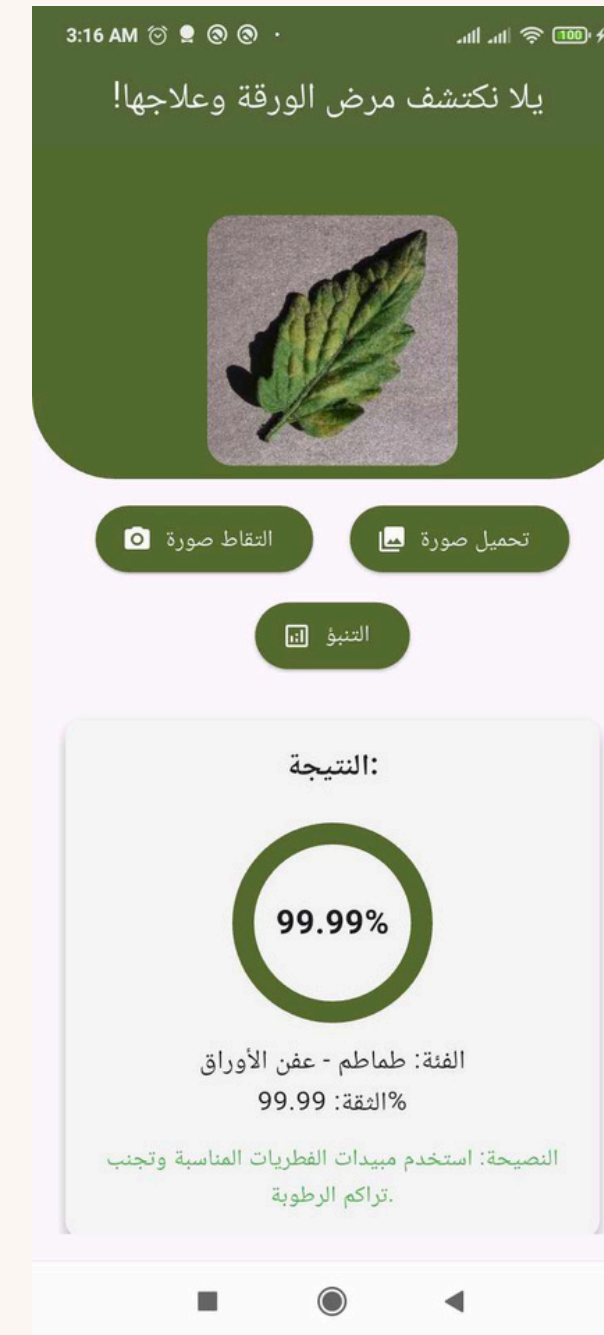 3:16 AM
100
يلا نكتشف مرض الورقة وعلاجها!
تحميل صورة
التقاط صورة
التنبؤ
:النتيجة
99.99%
الفئة: طماطم - عفن الأوراق
%الثقة: 99.99
النصيحة: استخدم مبيدات الفطريات المناسبة وتجنب
.تراكم الرطوبة